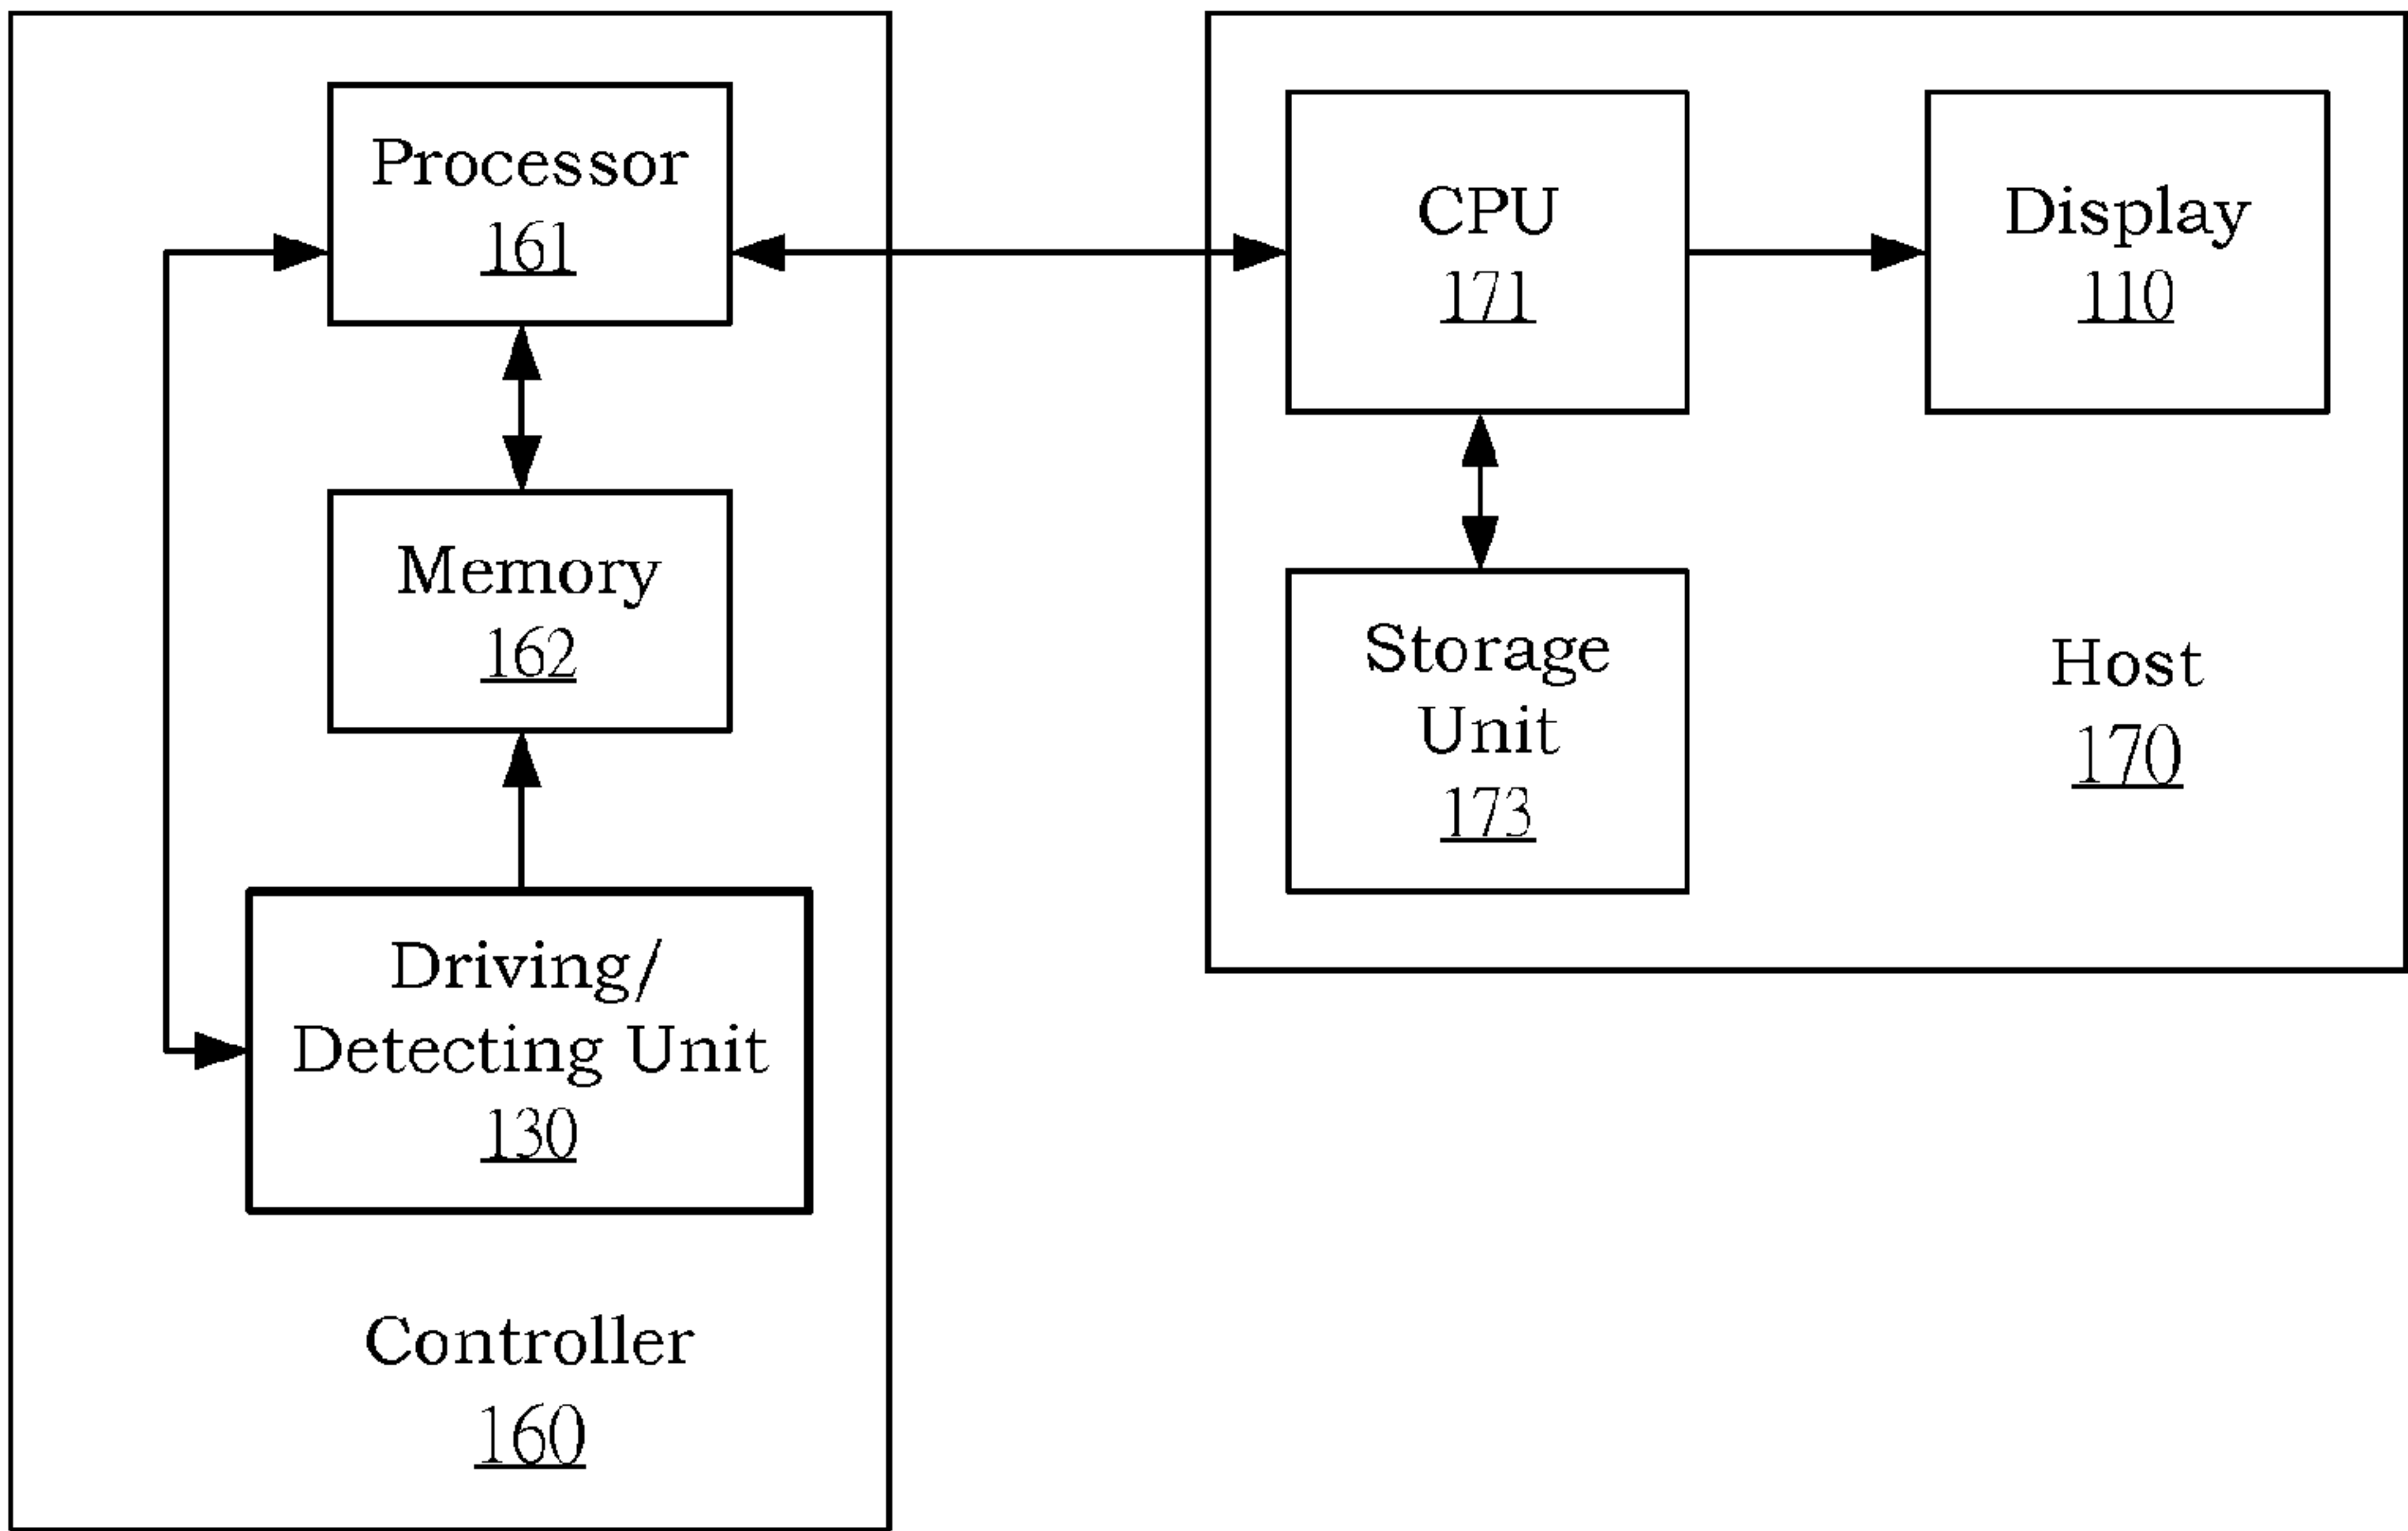 Processor
161
Memory
162
Driving/
Detecting Unit
130
Controller
160
CPU
171
Display
110
Storage
Unit
173
Host
170